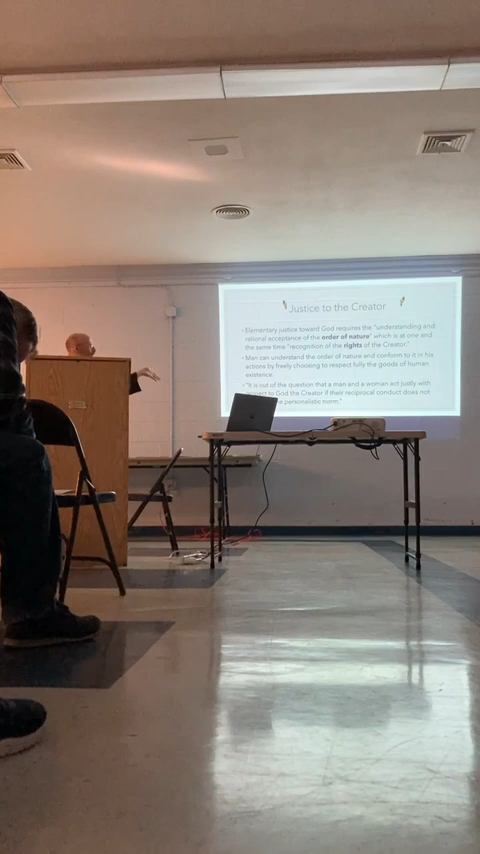 Justice to the Creator
• Elementary justice toward God requires the "understanding and
rational acceptance of the order of nature" which is at one and
the same time "recognition of the rights of the Creator."
• Man can understand the order of nature and conform to it in his
actions by freely choosing to respect fully the goods of human
existence.
• "It is out of the question that a man and a woman act justly with
to God the Creator if their reciprocal conduct does not
the personalistic norm."